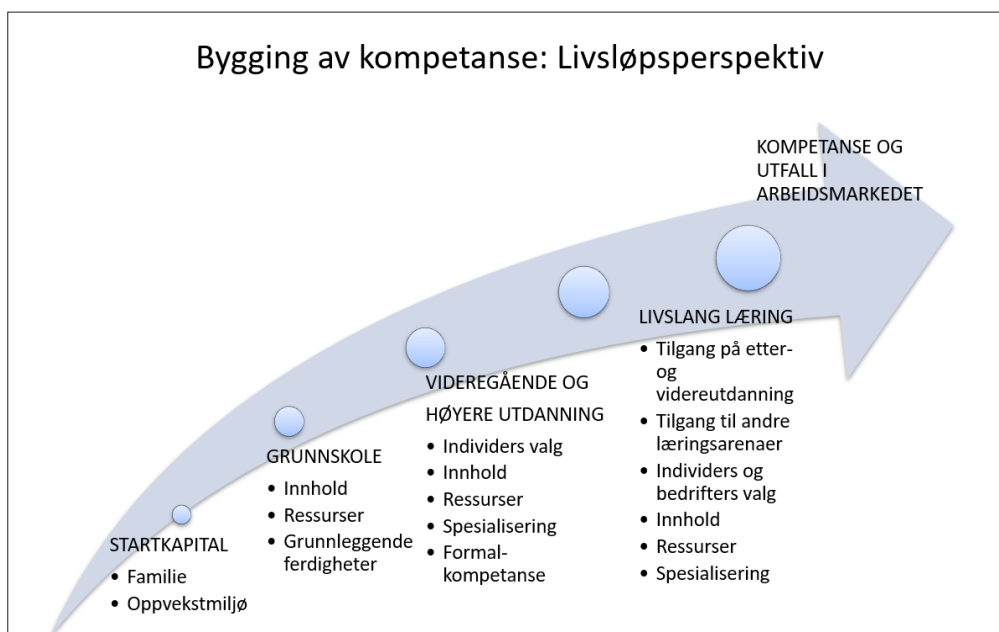 Bygging av kompetanse: Livsløpsperspektiv
STARTKAPITAL
• Familie
• Oppvekstmiljø
GRUNNSKOLE
• Innhold
• Ressurser
• Grunnleggende
ferdigheter
VIDEREGÅENDE OG
HØYERE UTDANNING
• Individers valg
• Innhold
• Ressurser
• Spesialisering
• Formal-
kompetanse
LIVSLANG LÆRING
• Tilgang på etter-
og
videreutdanning
• Tilgang til andre
læringsarenaer
• Individers og
bedrifters valg
• Innhold
• Ressurser
• Spesialisering
KOMPETANSE OG
UTFALL I
ARBEIDSMARKEDET